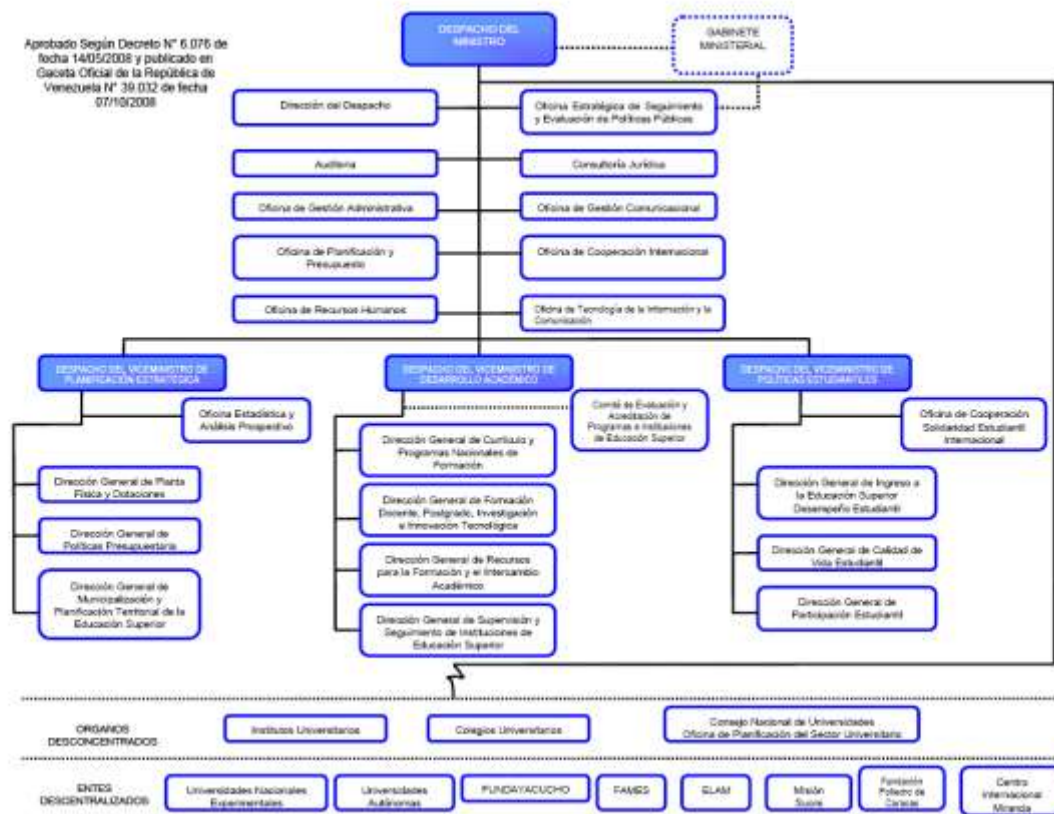 DESPACHO DEL
MINISTRO
GABINETE
MINISTERIAL
Aprobado Según Decreto N° 6.076 de
fecha 14/05/2008 y publicado en
Gaceta Oficial de la República de
Venezuela N° 39.032 de fecha
07/10/2008
Dirección del Despacho
Oficina Estratégica de Seguimiento
y Evaluación de Políticas Públicas
Auditoria
Consultoría Jurídica
Oficina de Gestión Administrativa
Oficina de Gestión Comunicacional
Oficina de Planificación y
Presupuesto
Oficina de Cooperación Internacional
Oficina de Recursos Humanos
Oficina de Tecnología de la Información y la
Comunicación
DESPACHO DEL VICEMINISTRO DE
PLANIFICACIÓN ESTRATÉGICA
DESPACHO DEL VICEMINISTRO DE
DESARROLLO ACADÉMICO
DESPACHO DEL VICEMINISTRO DE
POLÍTICAS ESTUDIANTILES
Oficina Estadística y
Análisis Prospectivo
Comité de Evaluación y
Acreditación de
Programas e Instituciones
de Educación Superior
Oficina de Cooperación
Solidaridad Estudiantil
Internacional
Dirección General de Planta
Física y Dotaciones
Dirección General de
Políticas Presupuestaria
Dirección General de
Municipalización y
Planificación Territorial de la
Educación Superior
Dirección General de Currículo y
Programas Nacionales de
Formación
Dirección General de Formación
Docente, Postgrado, Investigación
e Innovación Tecnológica
Dirección General de Recursos
para la Formación y el Intercambio
Académico
Dirección General de Supervisión y
Seguimiento de Instituciones de
Educación Superior
Dirección General de Ingreso a
la Educación Superior
Desempeño Estudiantil
Dirección General de Calidad de
Vida Estudiantil
Dirección General de
Participación Estudiantil
ORGANOS
DESCONCENTRADOS
Institutos Universitarios
Colegios Universitarios
Consejo Nacional de Universidades
Oficina de Planificación del Sector Universitario
ENTES
DESCENTRALIZADOS
Universidades Nacionales
Experimentales
Universidades
Autónomas
FUNDAYACUCHO
FAMES
ELAM
Misión
Sucre
Fundación
Poliedro de
Caracas
Centro
Internacional
Miranda